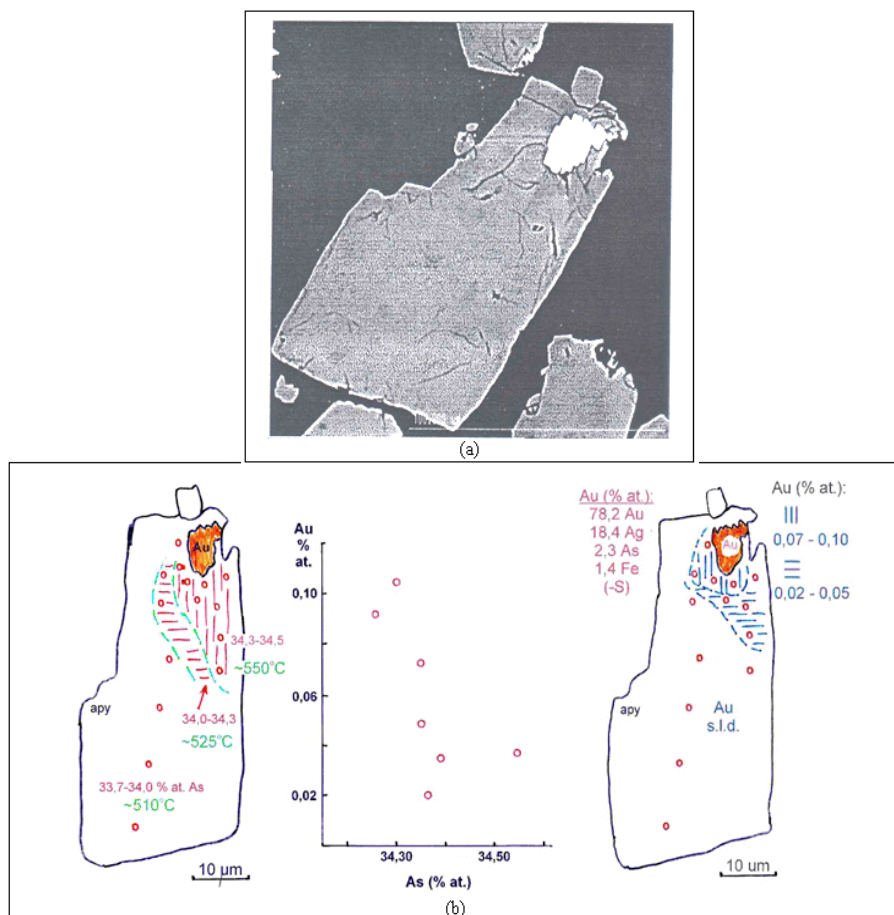 (a)
apy
Au
34,3-34,5
~550°C
34,0-34,3
~525°C
33,7-34,0 % at. As
~510°C
10 um
Au
%
at.
0,10
0,06
0,02
34,30
34,50
As (% at.)
Au (% at.):
78,2 Au
18,4 Ag
2,3 As
1,4 Fe
(-S)
Au
Au (% at.):
0,07 - 0,10
0,02 - 0,05
apy
Au
s.l.d.
10 um
(b)